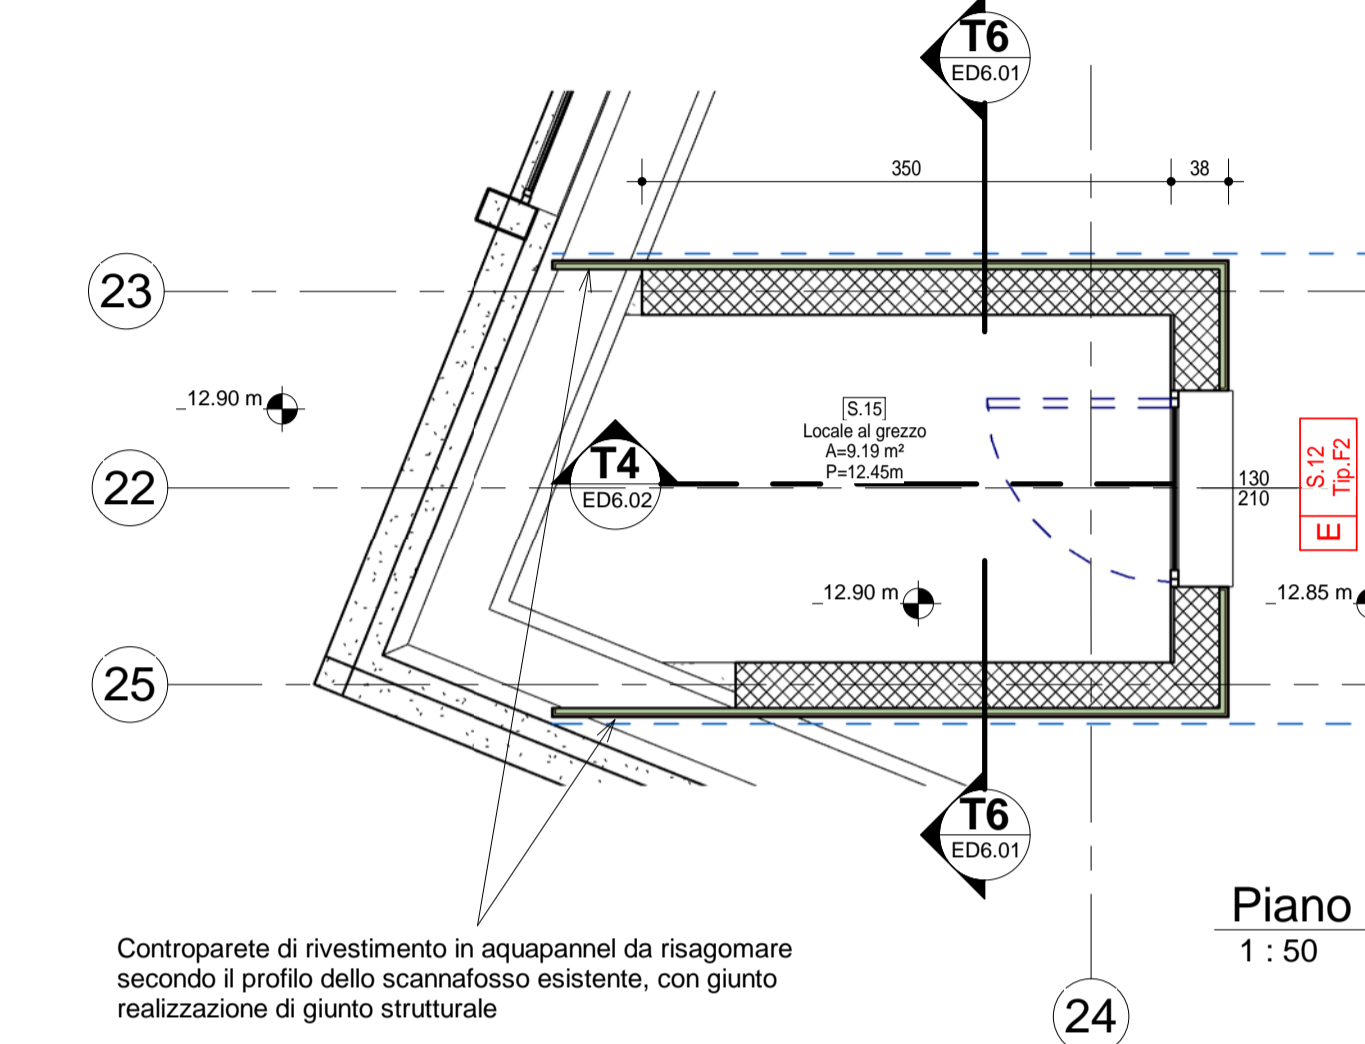 T6
ED6.01
350
38
23
12.90 m
S.15
Locale al grezzo
A=9.19 m²
P=12.45m
T4
ED6.02
22
130
210
S.12
Tip.F2
E
12.90 m
12.85 m
25
T6
ED6.01
Piano
1 : 50
Controparete di rivestimento in aquapannel da risagomare
secondo il profilo dello scannafosso esistente, con giunto
realizzazione di giunto strutturale
24